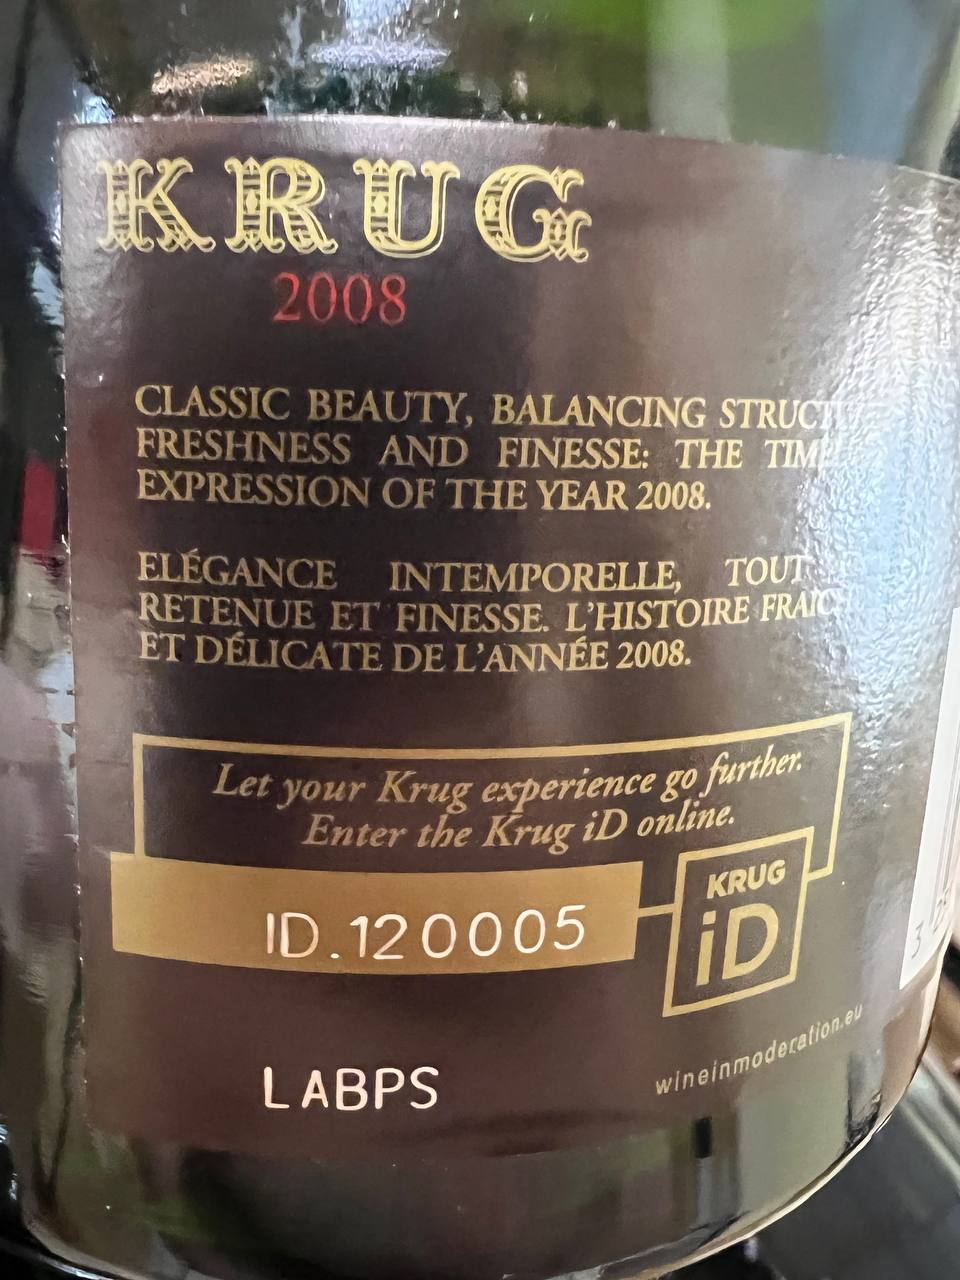 KRUG
2008
CLASSIC BEAUTY, BALANCING
FRESHNESS AND FINESSE: THE
EXPRESSION OF THE YEAR 2008.
ELÉGANCE INTEMPORELLE, TOUT
RETENUE ET FINESSE. L'HISTOIRE
ET DÉLICATE DE L'ANNÉE 2008.
Let your Krug experience go further.
Enter the Krug iD online.
KRUG
iD
ID.120005
LABPS
wineinmoderation.eu
3